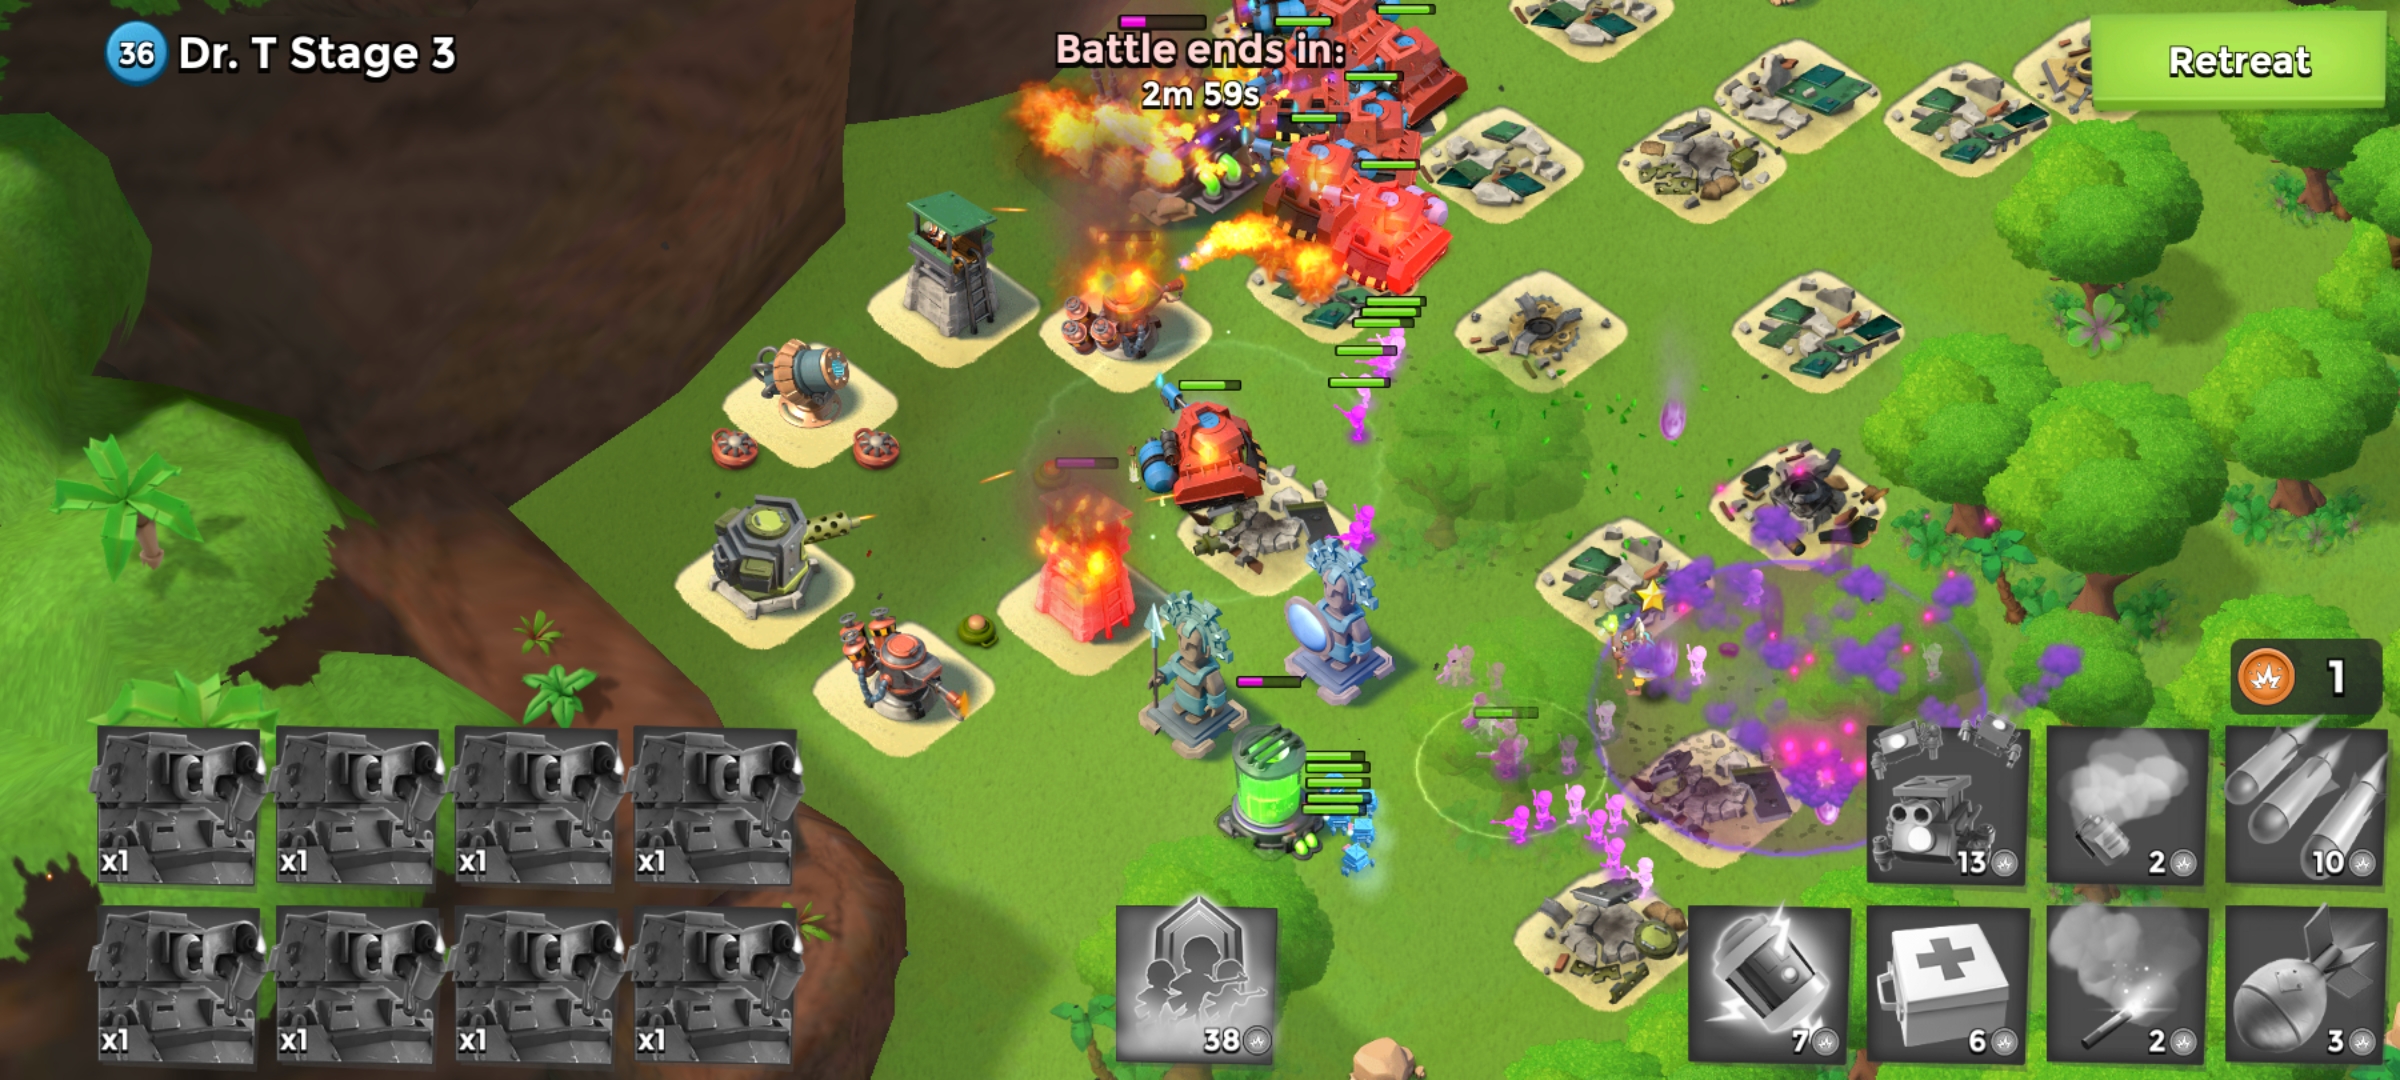 36 Dr. T Stage 3
Battle ends in:
2m 59s
Retreat
1
x1 x1 x1 x1
13 2 10
x1 x1 x1 x1
38 7 6 2 3